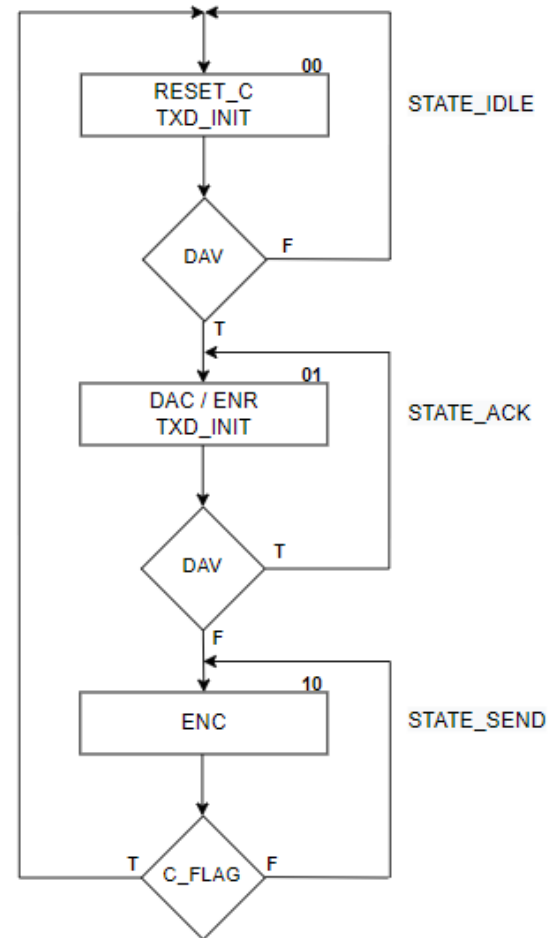 00
RESET_C
TXD_INIT
STATE_IDLE
DAV
F
T
01
DAC / ENR
TXD_INIT
STATE_ACK
DAV
T
F
10
ENC
STATE_SEND
T
C_FLAG
F